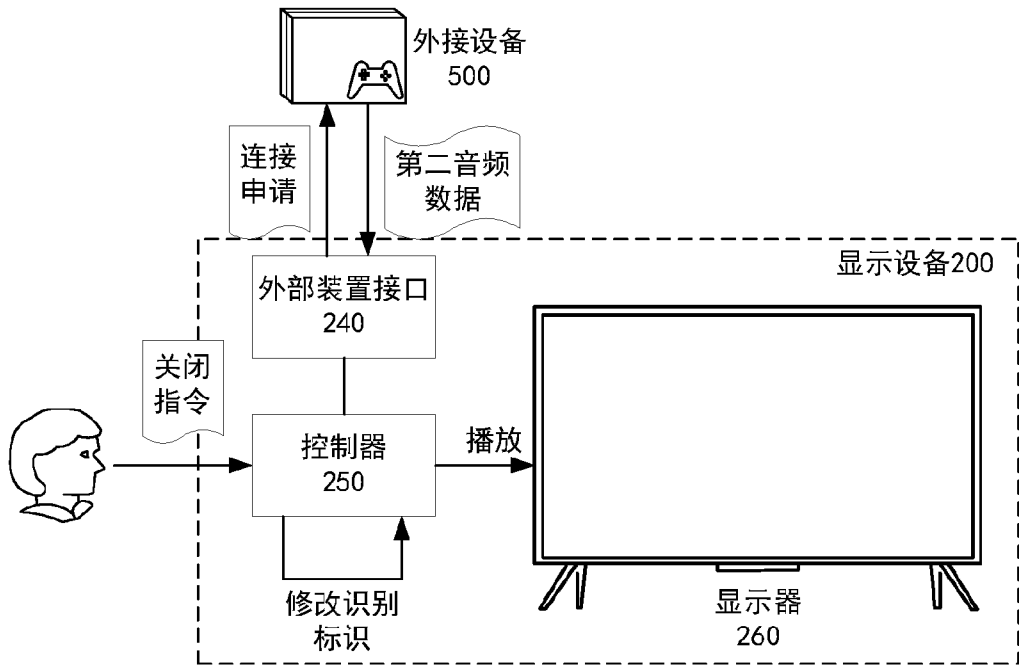 外接设备
500
连接
申请
第二音频
数据
显示设备200
外部装置接口
240
关闭
指令
控制器
250
播放
修改识别
标识
显示器
260